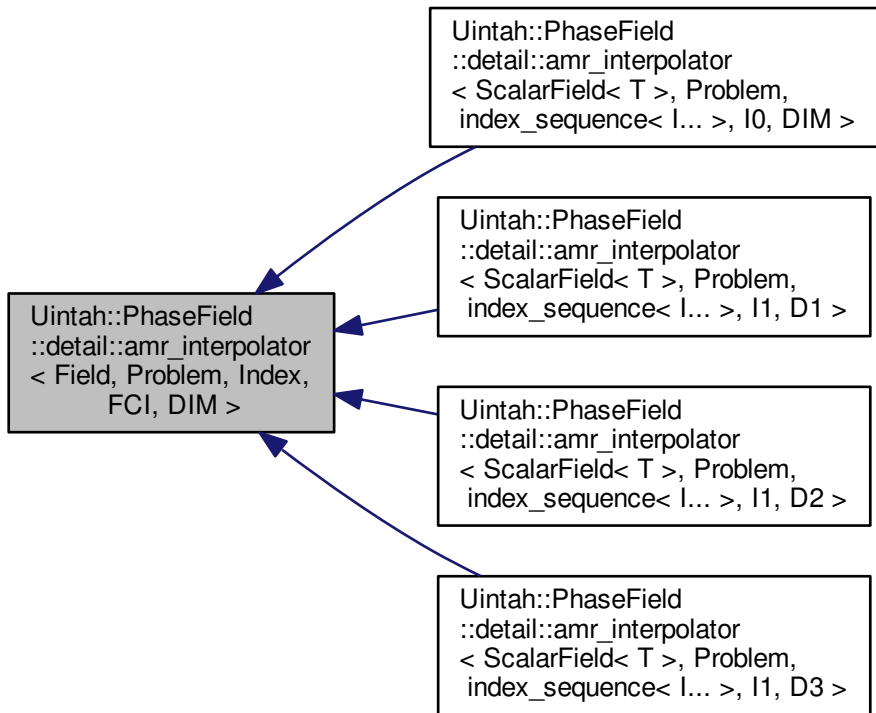 Uintah::PhaseField
::detail::amr_interpolator
< ScalarField< T >, Problem,
index_sequence< I... >, I0, DIM >
Uintah::PhaseField
::detail::amr_interpolator
< ScalarField< T >, Problem,
index_sequence< I... >, I1, D1 >
Uintah::PhaseField
::detail::amr_interpolator
< Field, Problem, Index,
FCI, DIM >
Uintah::PhaseField
::detail::amr_interpolator
< ScalarField< T >, Problem,
index_sequence< I... >, I1, D2 >
Uintah::PhaseField
::detail::amr_interpolator
< ScalarField< T >, Problem,
index_sequence< I... >, I1, D3 >